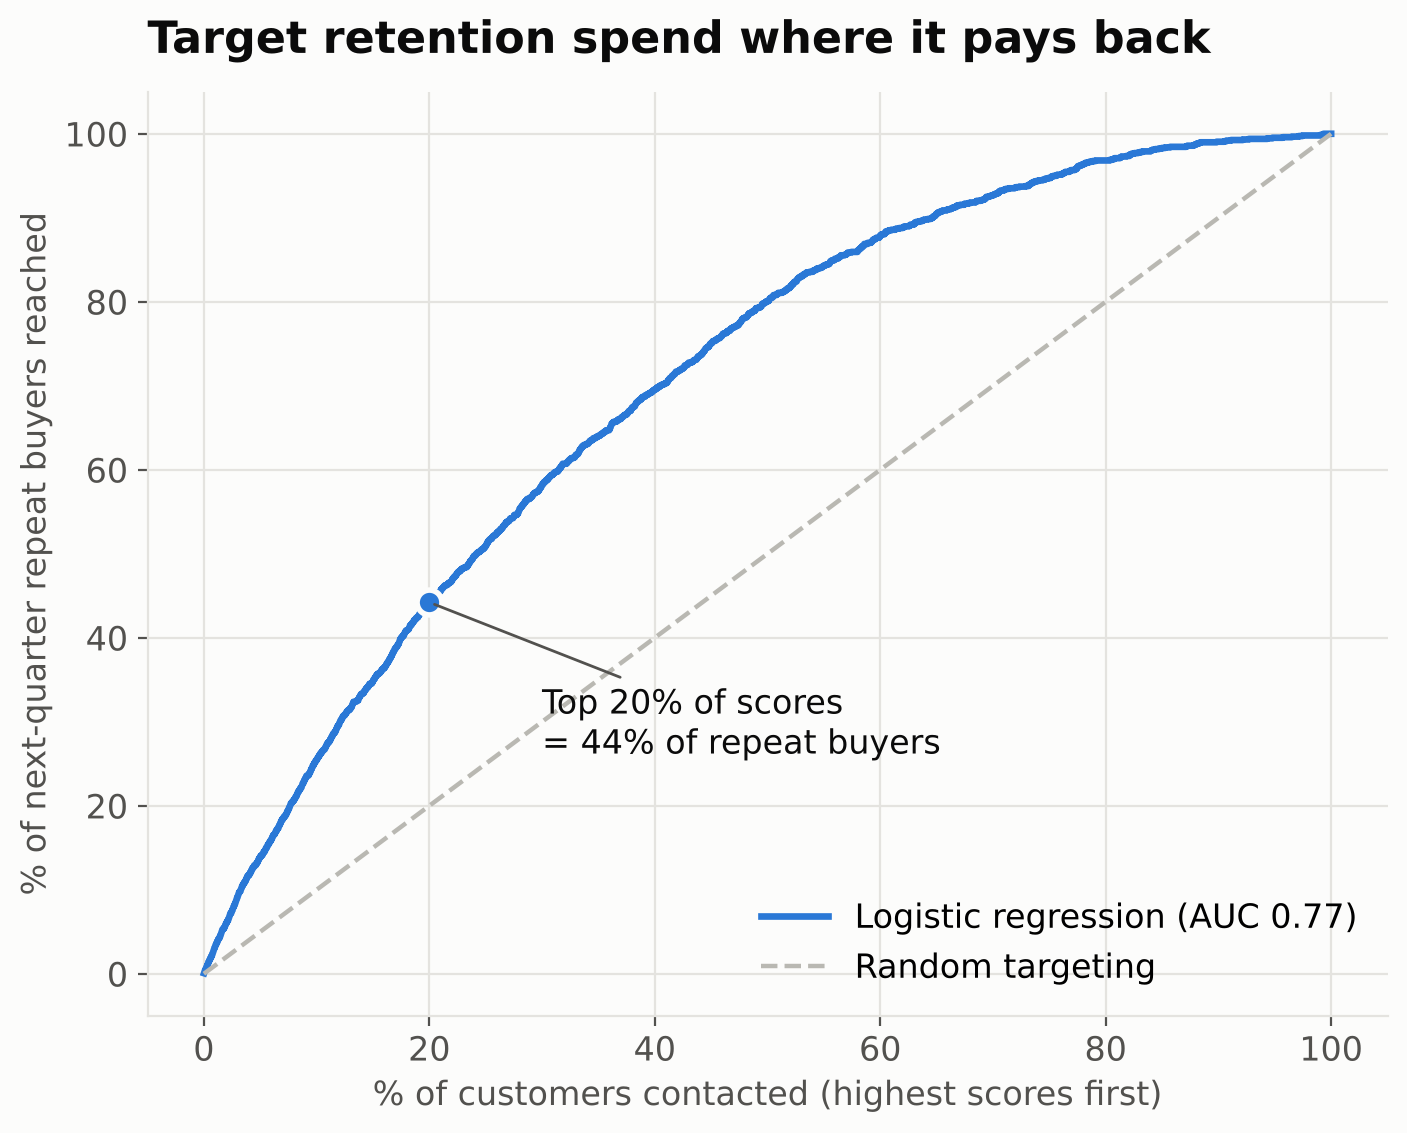 Target retention spend where it pays back
% of next-quarter repeat buyers reached
100
80
60
40
20
0
Top 20% of scores
= 44% of repeat buyers
Logistic regression (AUC 0.77)
Random targeting
0 20 40 60 80 100
% of customers contacted (highest scores first)